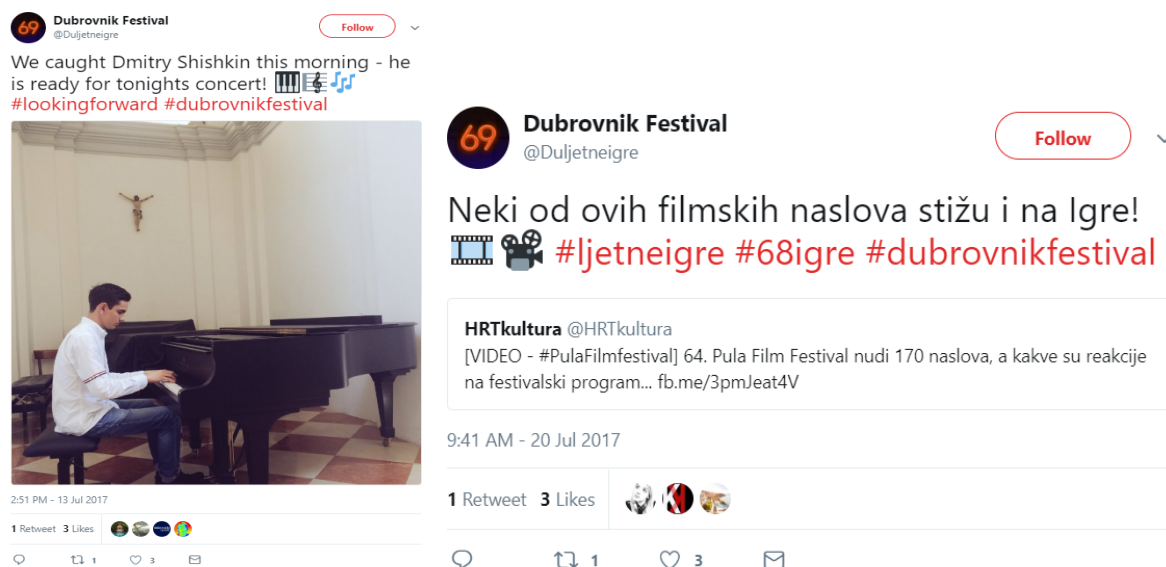 69
Dubrovnik Festival
@Duljetneigre
Follow
We caught Dmitry Shishkin this morning - he
is ready for tonights concert!
#lookingforward #dubrovnikfestival
2:51 PM - 13 Jul 2017
1 Retweet 3 Likes
1
3
69
Dubrovnik Festival
@Duljetneigre
Follow
Neki od ovih filmskih naslova stižu i na Igre!
#ljetneigre #68igre #dubrovnikfestival
HRTkultura @HRTkultura
[VIDEO - #PulaFilmfestival] 64. Pula Film Festival nudi 170 naslova, a kakve su reakcije
na festivalski program... fb.me/3pmJeat4V
9:41 AM - 20 Jul 2017
1 Retweet 3 Likes
1
3